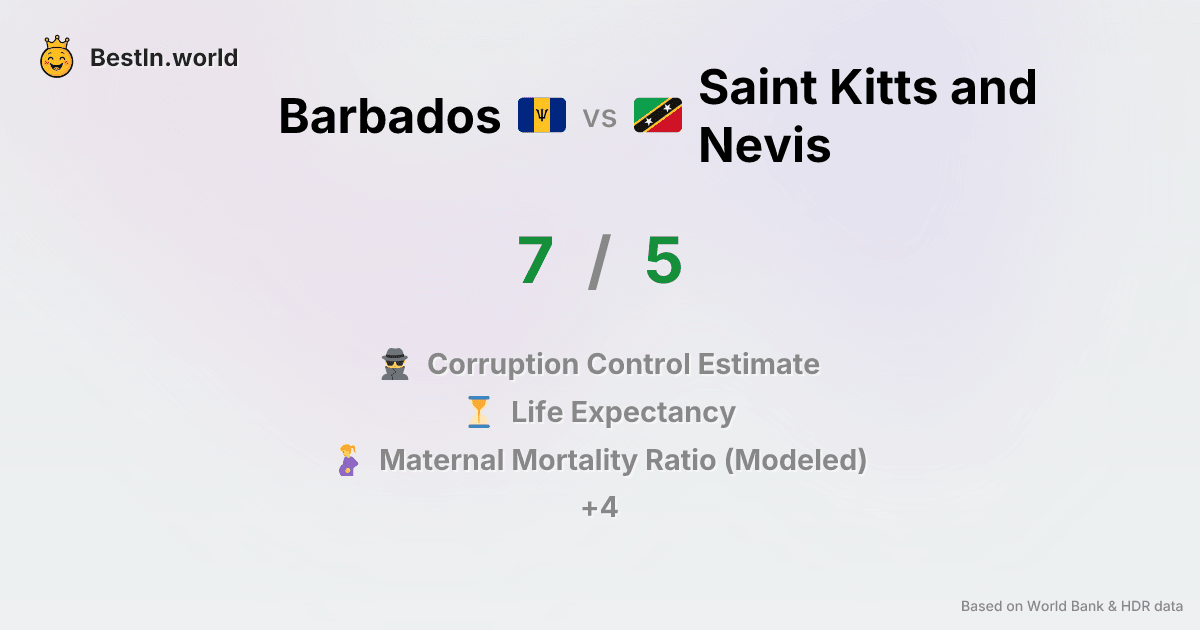 BestIn.world
Barbados vs Saint Kitts and
Nevis
7 / 5
Corruption Control Estimate
Life Expectancy
Maternal Mortality Ratio (Modeled)
+4
Based on World Bank & HDR data